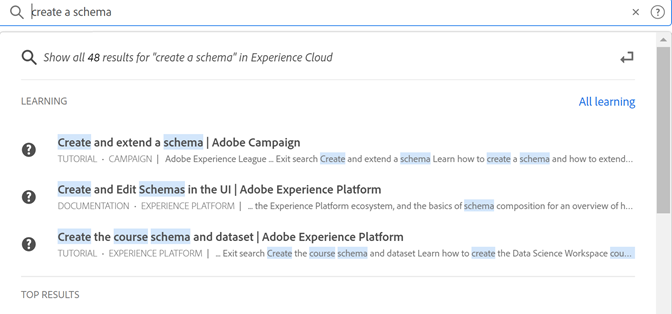 create a schema
Show all 48 results for "create a schema" in Experience Cloud
LEARNING
All learning
Create and extend a schema | Adobe Campaign
TUTORIAL • CAMPAIGN | Adobe Experience League ... Exit search Create and extend a schema Learn how to create a schema and how to extend...
Create and Edit Schemas in the UI | Adobe Experience Platform
DOCUMENTATION • EXPERIENCE PLATFORM | ... the Experience Platform ecosystem, and the basics of schema composition for an overview of h...
Create the course schema and dataset | Adobe Experience Platform
TUTORIAL • EXPERIENCE PLATFORM | ... Exit search Create the course schema and dataset Learn how to create the Data Science Workspace cou...
TOP RESULTS